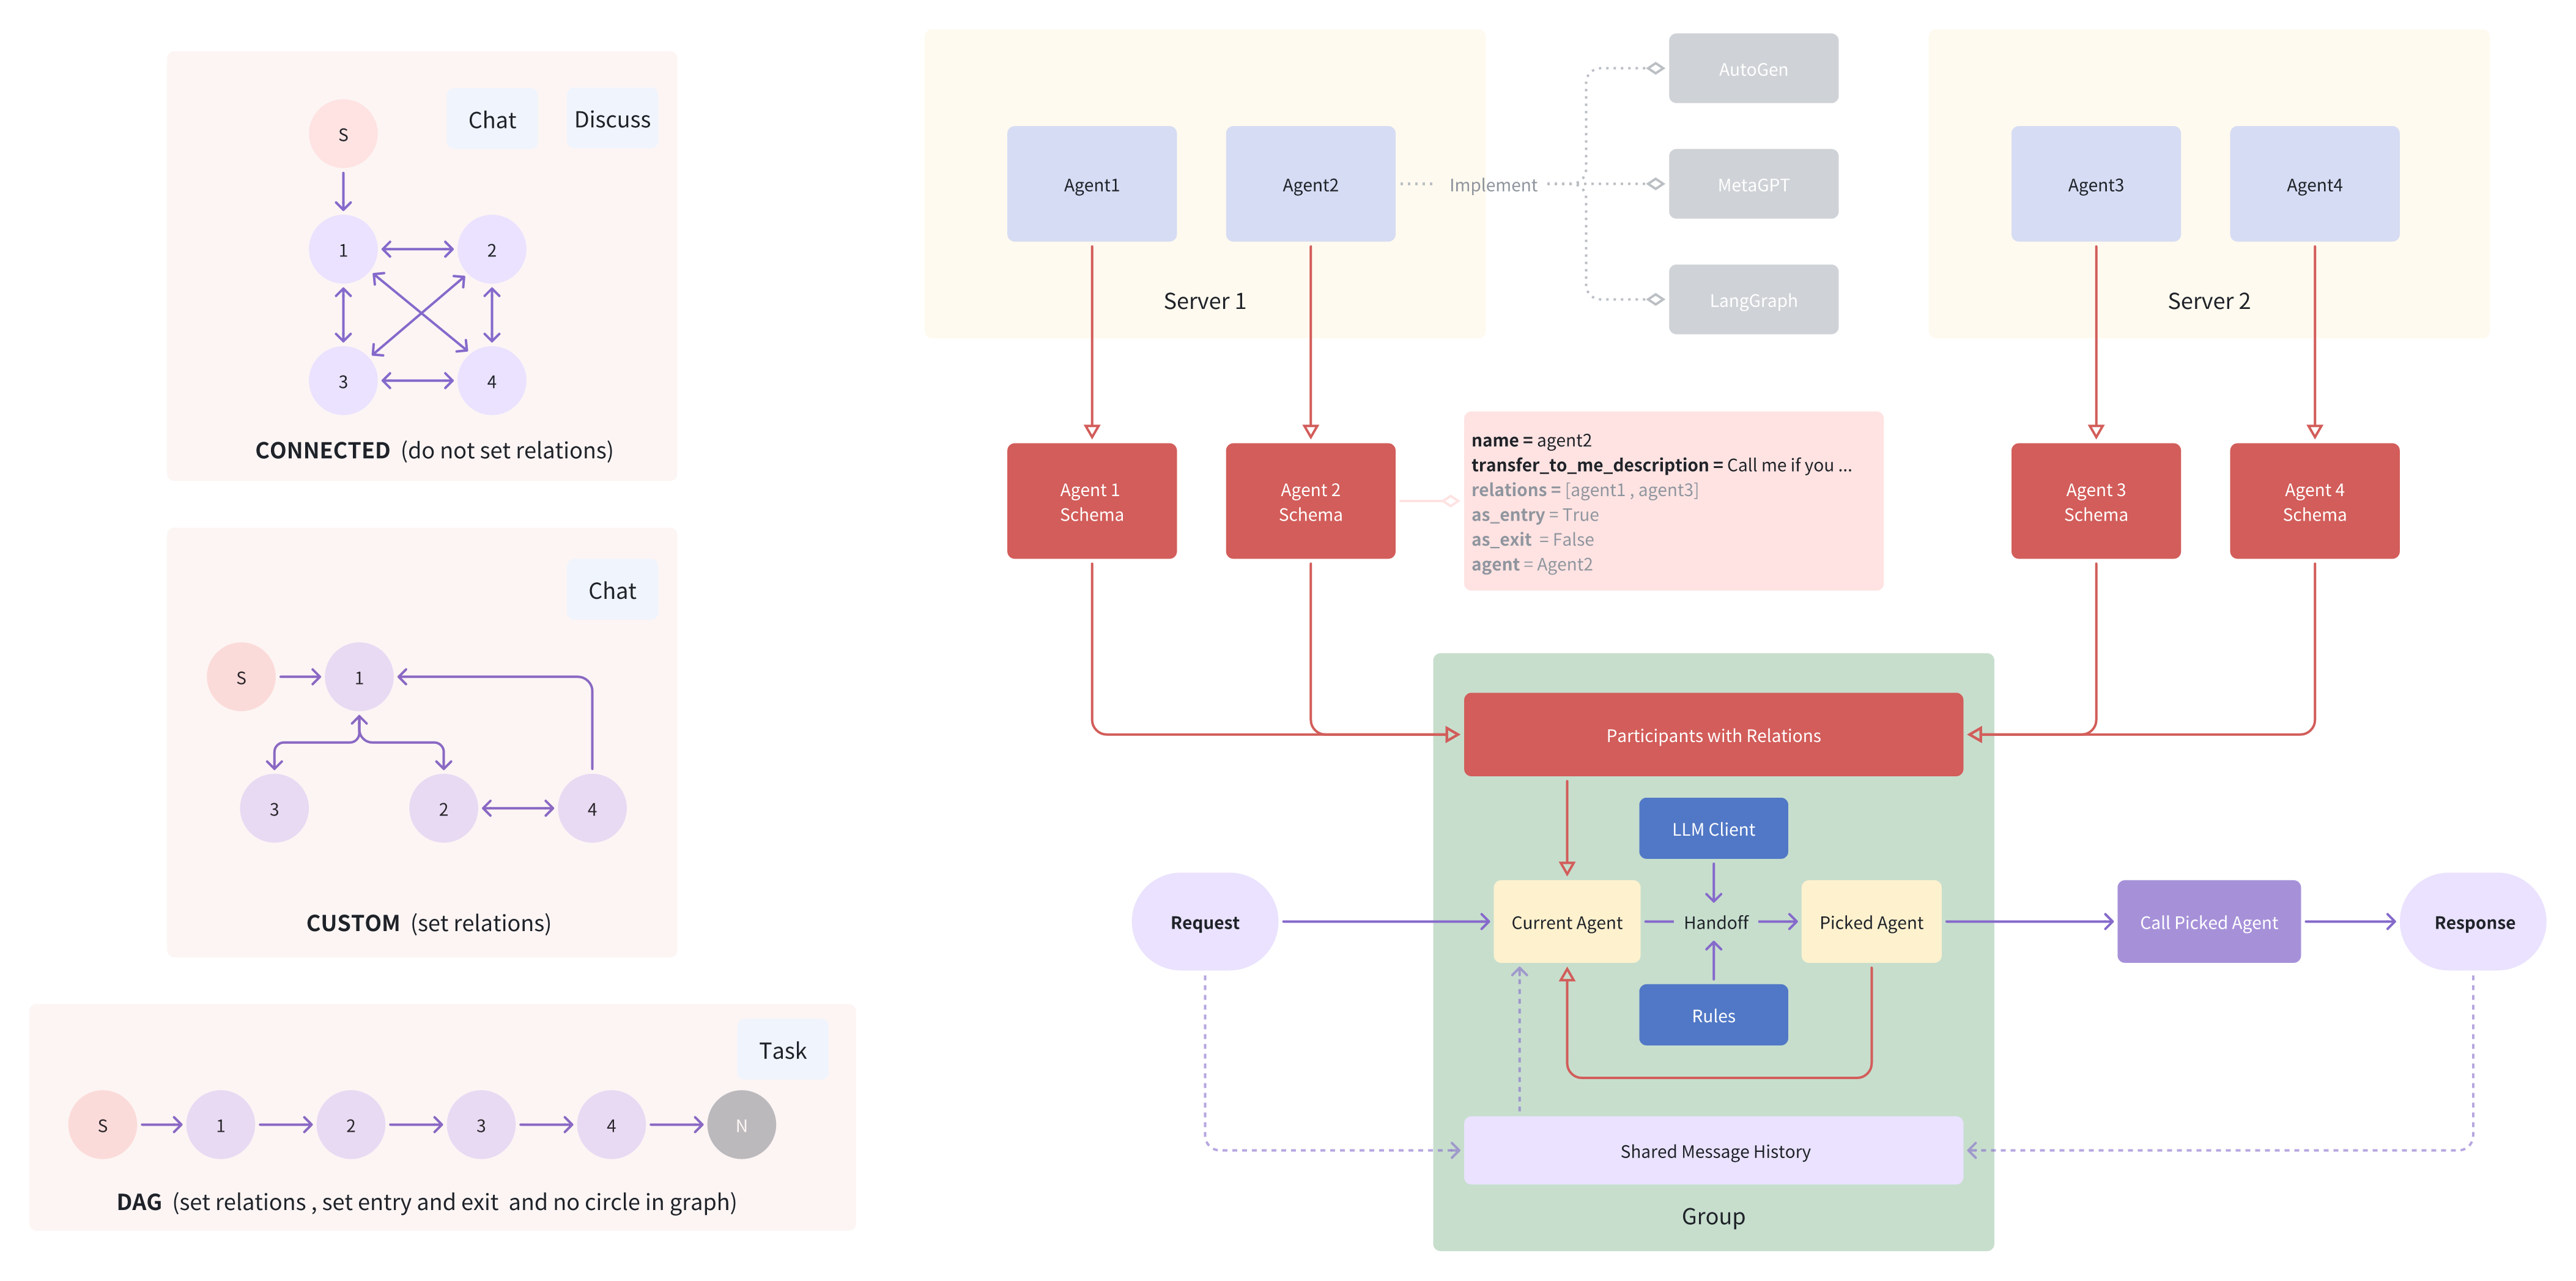 Chat
Discuss
S
1
2
3
4
CONNECTED (do not set relations)
Chat
S
1
3
2
4
CUSTOM (set relations)
Task
S
1
2
3
4
N
DAG (set relations , set entry and exit and no circle in graph)
Agent1
Agent2
Server 1
Implement
AutoGen
MetaGPT
LangGraph
Agent3
Agent4
Server 2
Agent 1
Schema
Agent 2
Schema
name = agent2
transfer_to_me_description = Call me if you ...
relations = [agent1 , agent3]
as_entry = True
as_exit = False
agent = Agent2
Agent 3
Schema
Agent 4
Schema
Participants with Relations
LLM Client
Request
Current Agent
Handoff
Picked Agent
Call Picked Agent
Response
Rules
Shared Message History
Group